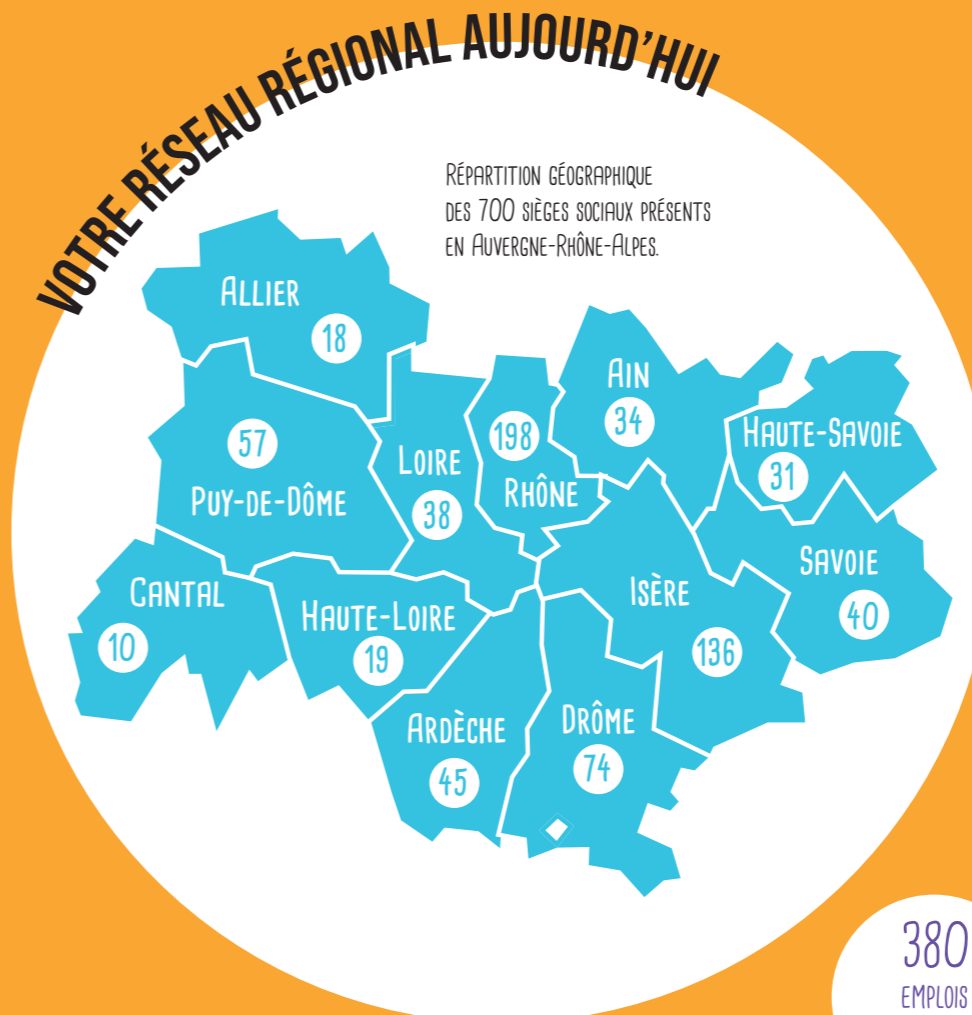 VOTRE RÉSEAU RÉGIONAL AUJOURD'HUI
RÉPARTITION GÉOGRAPHIQUE
DES 700 SIÈGES SOCIAUX PRÉSENTS
EN AUVERGNE-RHÔNE-ALPES.
ALLIER
18
AIN
34
198
RHÔNE
HAUTE-SAVOIE
31
57
PUY-DE-DÔME
LOIRE
38
SAVOIE
40
CANTAL
10
HAUTE-LOIRE
19
ISÈRE
136
ARDÈCHE
45
DRÔME
74
380
EMPLOIS